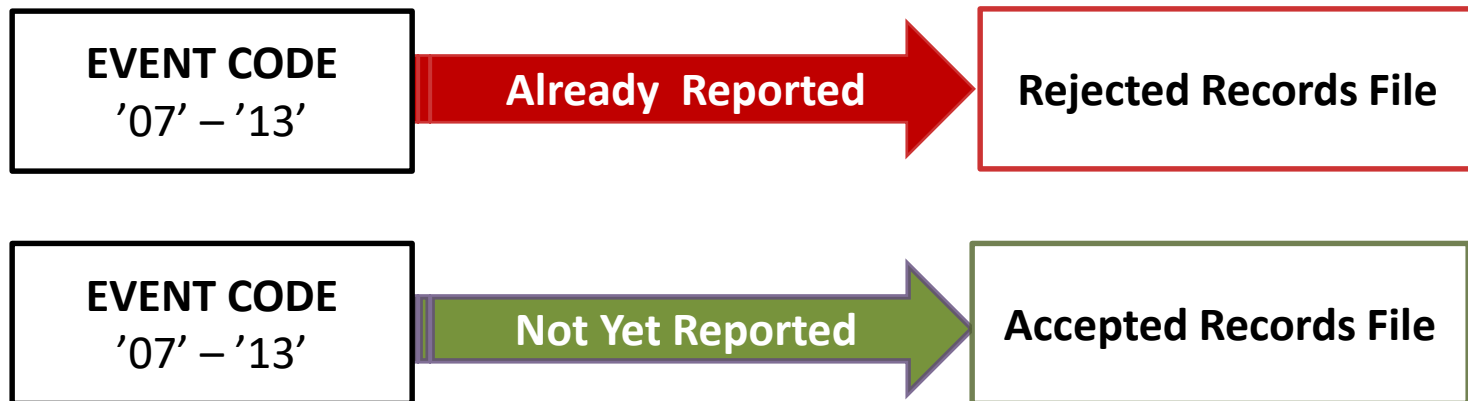 EVENT CODE
’07’ – ’13’
Already  Reported
Rejected Records File
EVENT CODE
’07’ – ’13’
Not Yet Reported
Accepted Records File